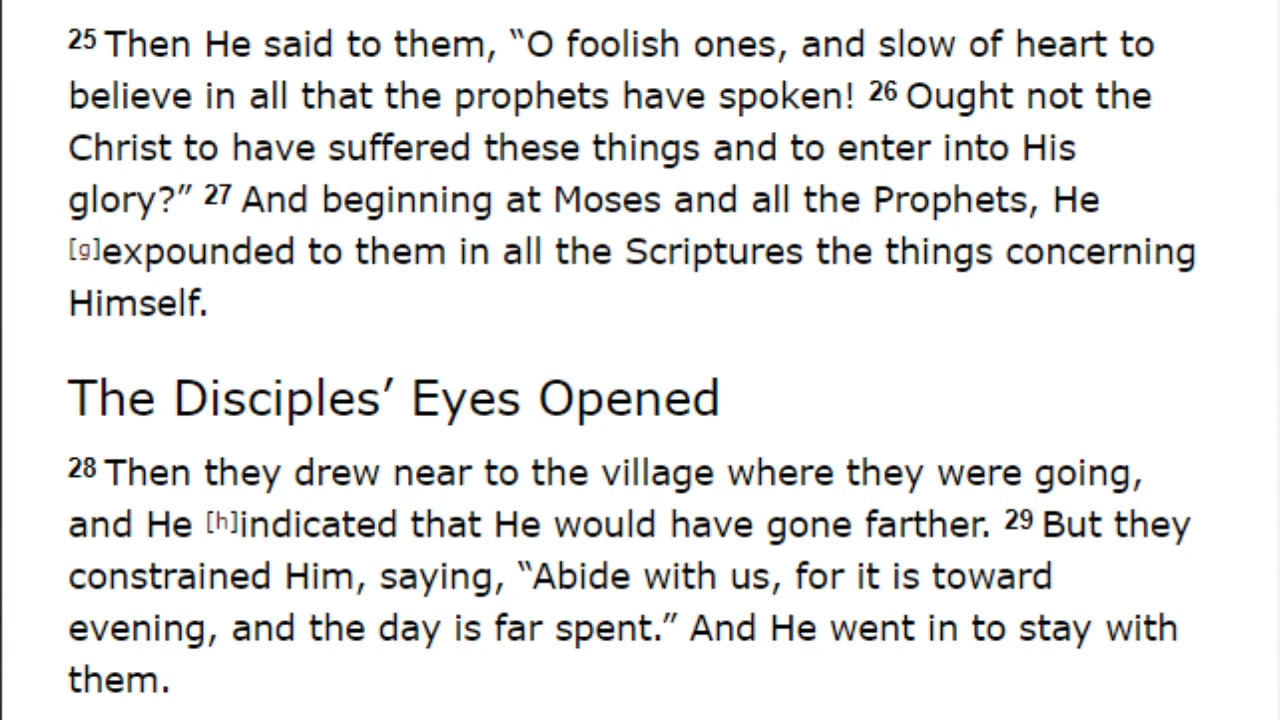 25 Then He said to them, “O foolish ones, and slow of heart to
believe in all that the prophets have spoken! 26 Ought not the
Christ to have suffered these things and to enter into His
glory?” 27 And beginning at Moses and all the Prophets, He
[g]expounded to them in all the Scriptures the things concerning
Himself.
The Disciples’ Eyes Opened
28 Then they drew near to the village where they were going,
and He [h]indicated that He would have gone farther. 29 But they
constrained Him, saying, “Abide with us, for it is toward
evening, and the day is far spent.” And He went in to stay with
them.